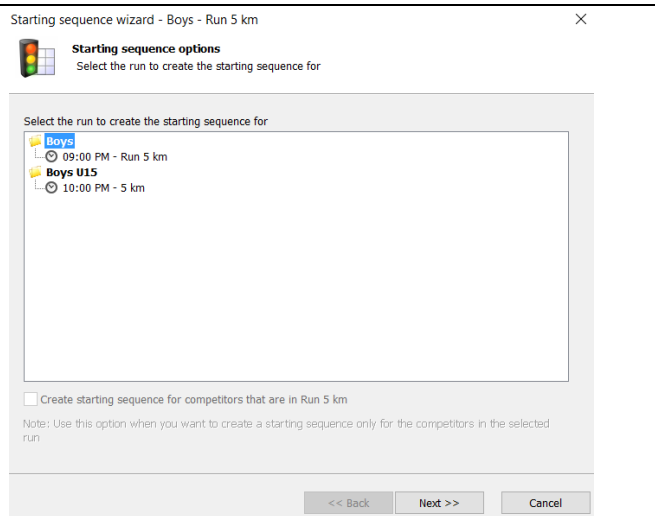 Starting sequence wizard - Boys - Run 5 km
Starting sequence options
Select the run to create the starting sequence for
Select the run to create the starting sequence for
Boys
09:00 PM - Run 5 km
Boys U15
10:00 PM - 5 km
Create starting sequence for competitors that are in Run 5 km
Note: Use this option when you want to create a starting sequence only for the competitors in the selected
run
<< Back Next >> Cancel